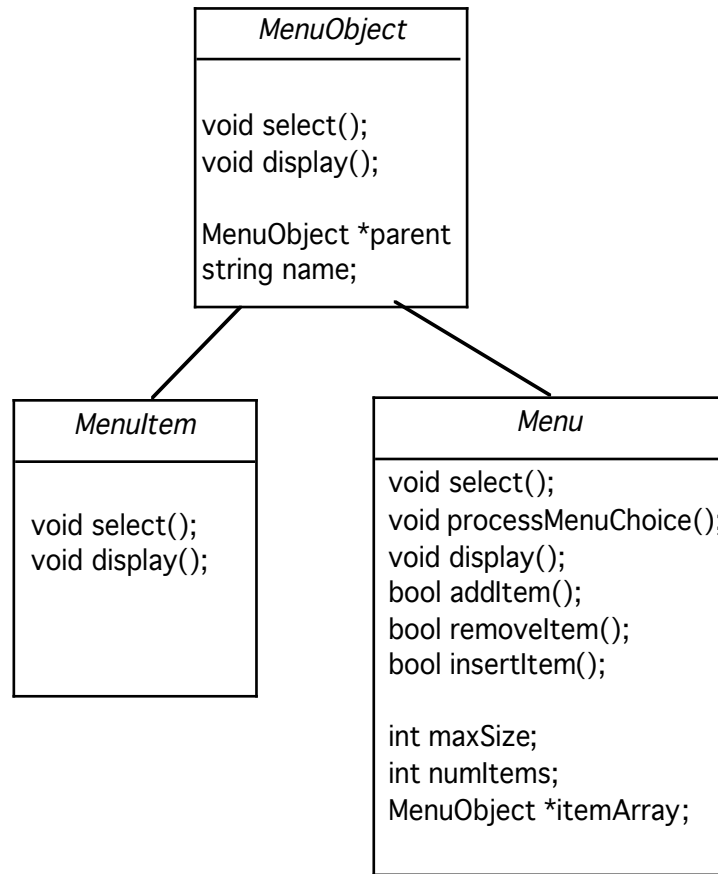 MenuObject
void select();
void display();
MenuObject *parent
string name;
MenuItem
void select();
void display();
Menu
void select();
void processMenuChoice();
void display();
bool addItem();
bool removeItem();
bool insertItem();
int maxSize;
int numItems;
MenuObject *itemArray;